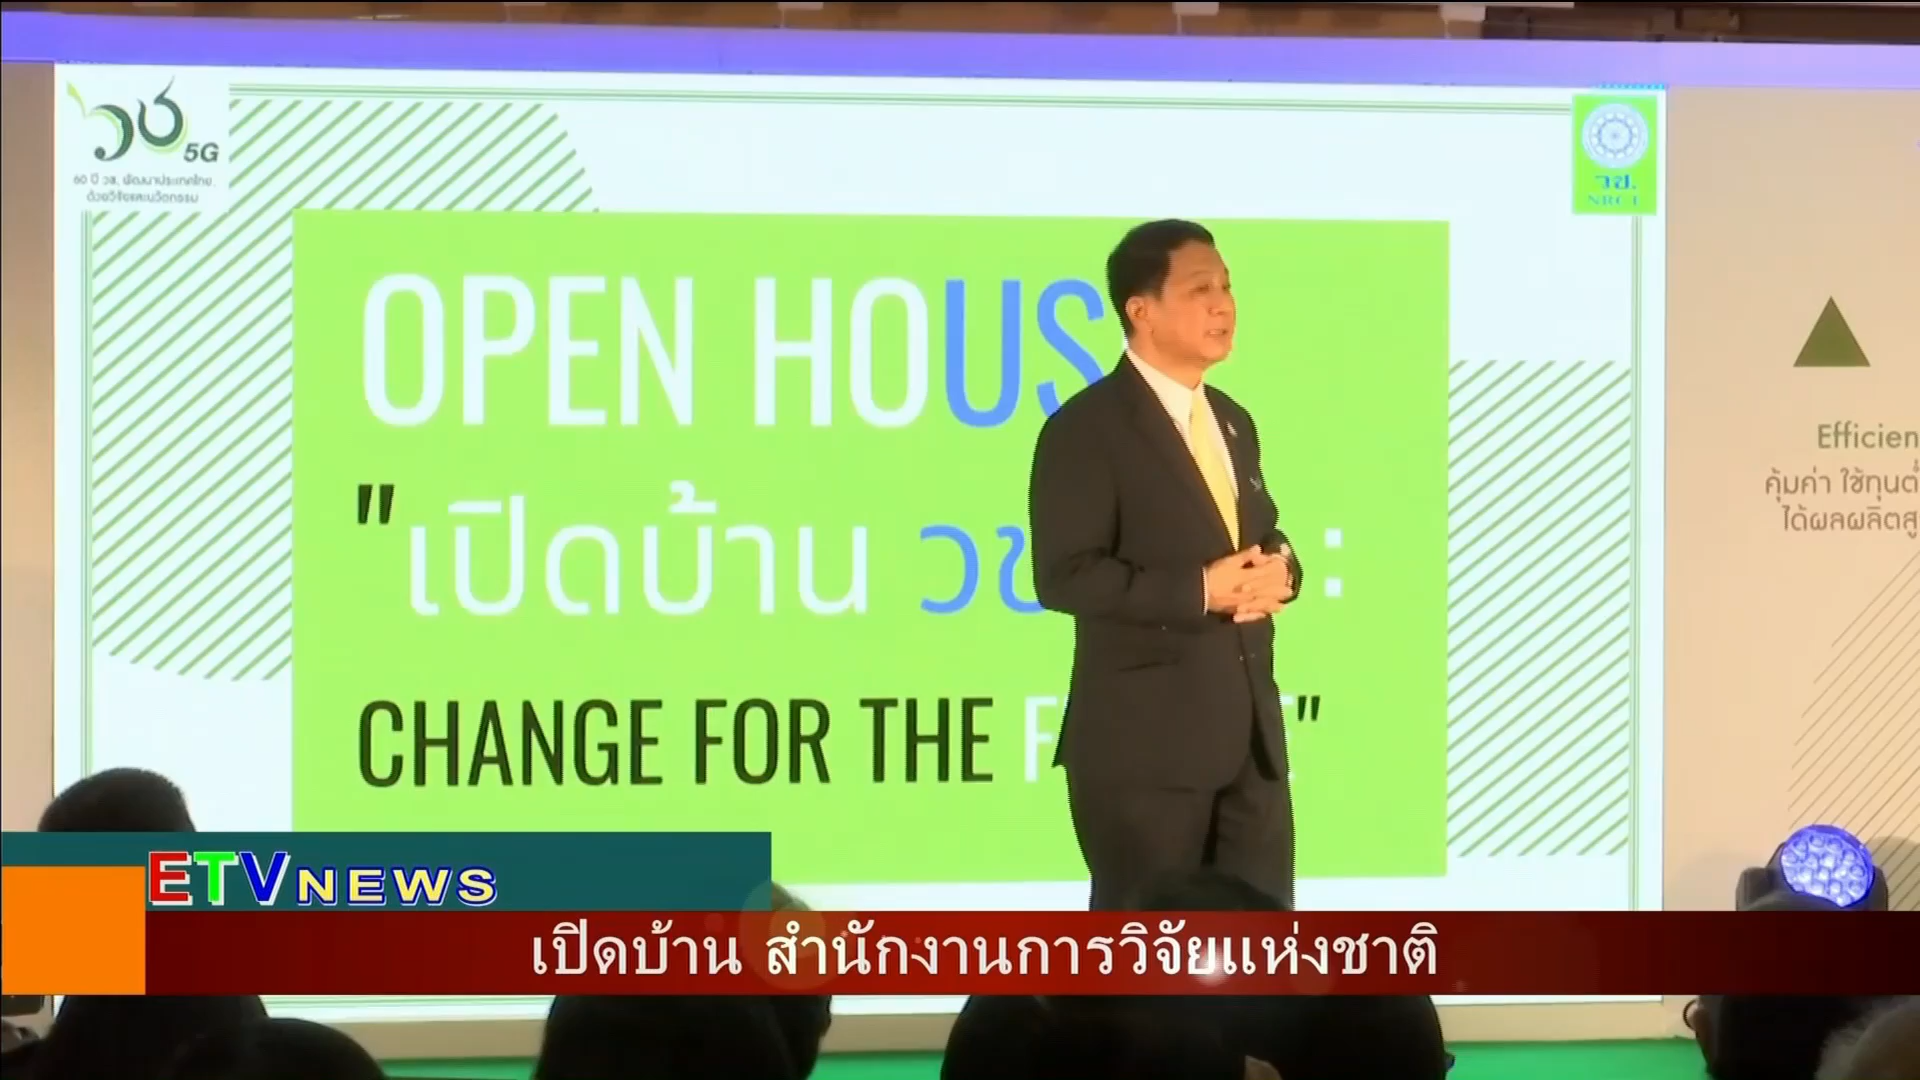 5G
60 ปี วช. พัฒนาประเทศไทย
ด้วยวิจัยและนวัตกรรม
วช.
NRCT
OPEN HOUS
"เปิดบ้าน วช :
CHANGE FOR THE F E"
Efficien
คุ้มค่า ใช้ทุนต่ำ
ได้ผลผลิตสู
ETV NEWS
เปิดบ้าน สำนักงานการวิจัยแห่งชาติ